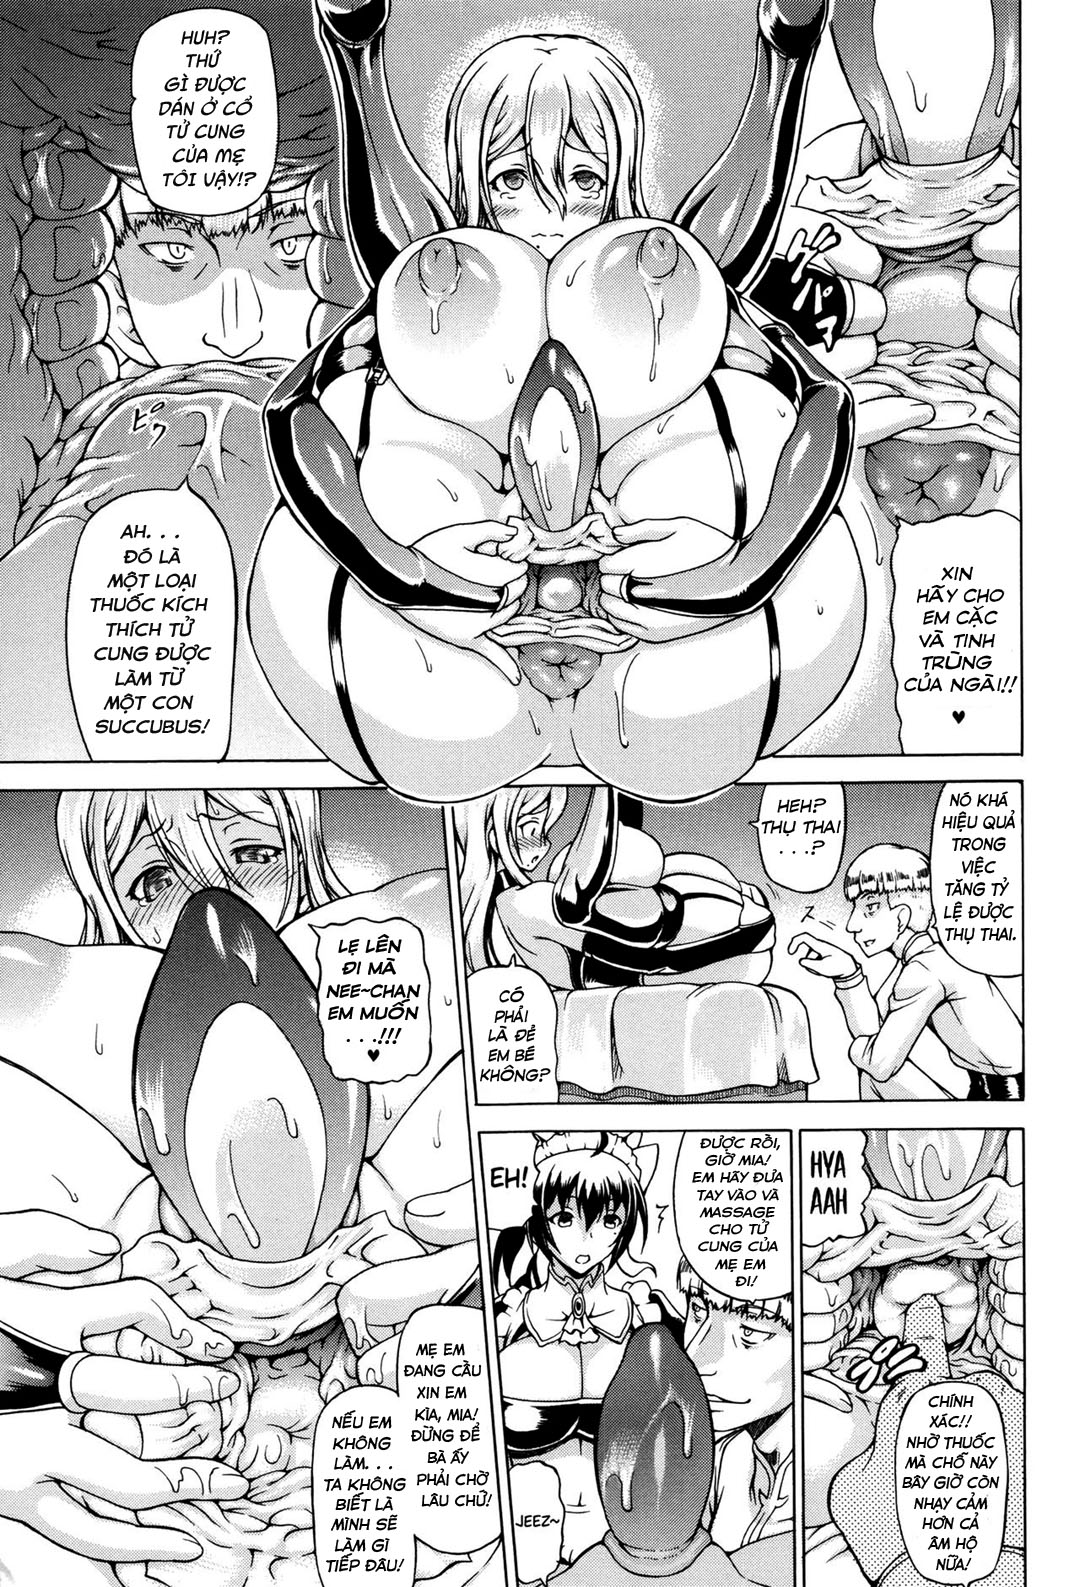 XIN
HÃY CHO
EM CẶC
VÀ TINH
TRÙNG
CỦA NGÀI!!
♥
HUH?
THỨ
GÌ ĐƯỢC
DÁN Ở CỔ
TỬ CUNG
CỦA MẸ
TÔI VẬY!?
AH. . .
ĐÓ LÀ
MỘT LOẠI
THUỐC KÍCH
THÍCH TỬ
CUNG ĐƯỢC
LÀM TỪ
MỘT CON
SUCCUBUS!
NÓ KHÁ
HIỆU QUẢ
TRONG
VIỆC
TĂNG TỶ
LỆ ĐƯỢC
THỤ THAI.
HEH?
THỤ THAI
. . .?
CÓ
PHẢI
LÀ ĐẺ
EM BÉ
KHÔNG?
HYA
AAH
CHÍNH
XÁC!!
NHỜ THUỐC
MÀ CHỖ NÀY
BÂY GIỜ CÒN
NHẠY CẢM
HƠN CẢ
ÂM HỘ
NỮA!
ĐƯỢC RỒI,
GIỜ MIA!
EM HÃY ĐƯA
TAY VÀO VÀ
MASSAGE
CHO TỬ
CUNG CỦA
MẸ EM
ĐI!
EH!
JEEZ~
LẸ LÊN
ĐI MÀ
NEE~CHAN
EM MUỐN
. . .!!!
♥
MẸ EM
ĐANG CẦU
XIN EM
KÌA, MIA!
ĐỪNG ĐỂ
BÀ ẤY
PHẢI CHỜ
LÂU CHỨ!
NẾU EM
KHÔNG
LÀM. . .
TA KHÔNG
BIẾT LÀ
MÌNH SẼ
LÀM GÌ
TIẾP ĐÂU!